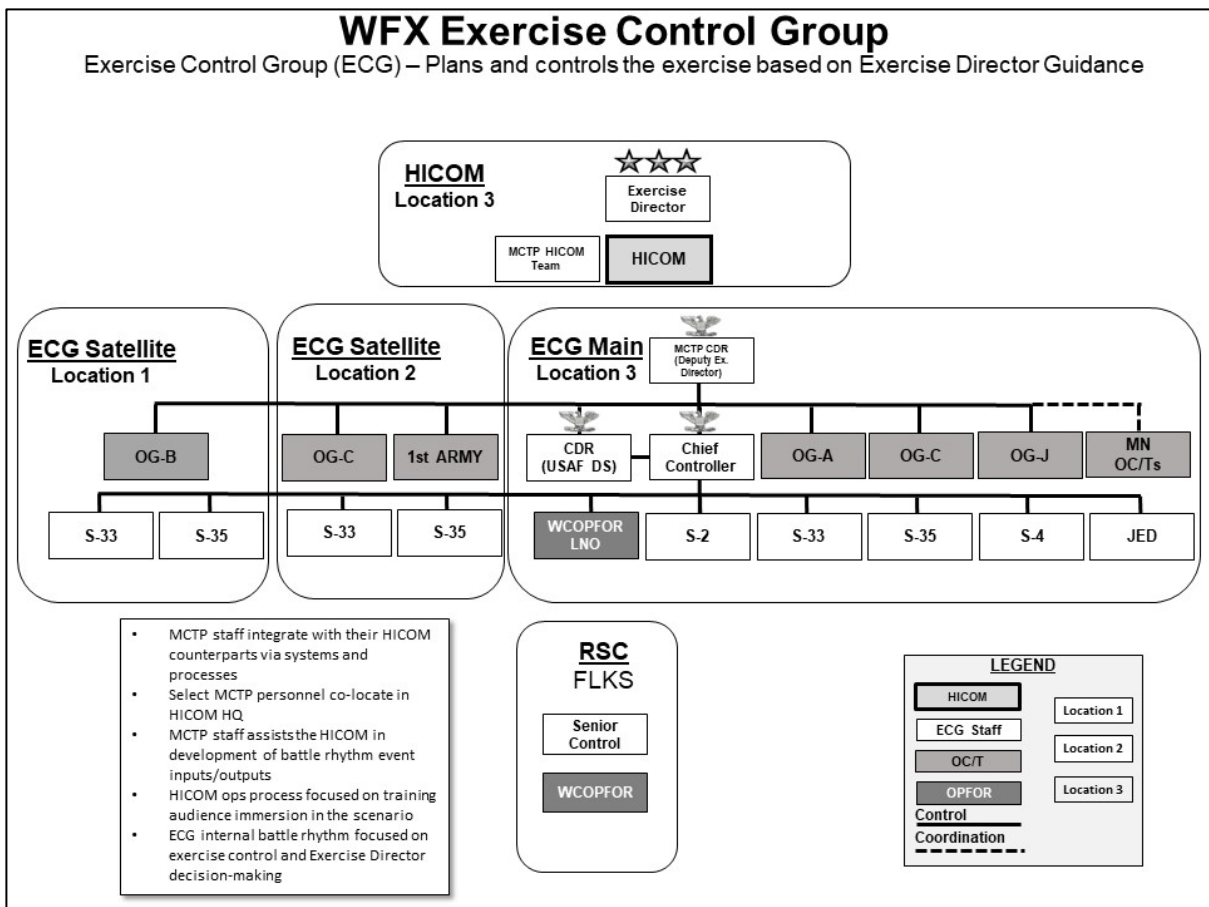 WFX Exercise Control Group
Exercise Control Group (ECG) – Plans and controls the exercise based on Exercise Director Guidance
HICOM
Location 3
Exercise
Director
MCTP HICOM
Team
HICOM
ECG Satellite
Location 1
ECG Satellite
Location 2
ECG Main
Location 3
MCTP CDR
(Deputy Ex.
Director)
OG-B
OG-C
1st ARMY
CDR
(USAF DS)
Chief
Controller
OG-A
OG-C
OG-J
MN
OC/Ts
S-33
S-35
S-33
S-35
WCOPFOR
LNO
S-2
S-33
S-35
S-4
JED
• MCTP staff integrate with their HICOM
counterparts via systems and
processes
• Select MCTP personnel co-locate in
HICOM HQ
• MCTP staff assists the HICOM in
development of battle rhythm event
inputs/outputs
• HICOM ops process focused on training
audience immersion in the scenario
• ECG internal battle rhythm focused on
exercise control and Exercise Director
decision-making
RSC
FLKS
Senior
Control
WCOPFOR
LEGEND
HICOM
ECG Staff
OC/T
OPFOR
Control
Coordination
Location 1
Location 2
Location 3